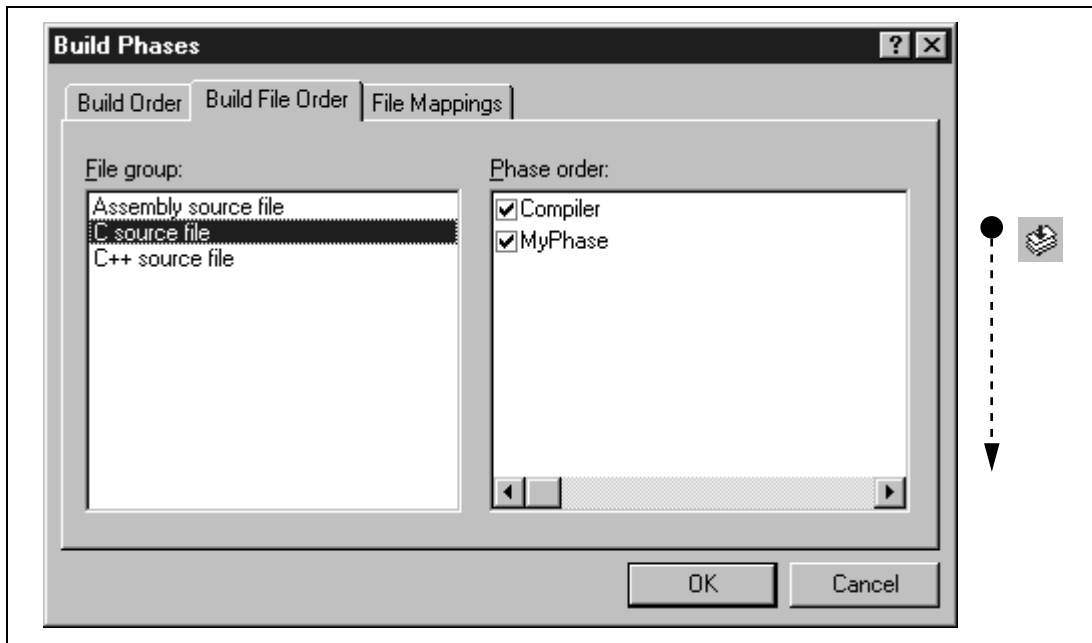 Build Phases
Build Order
Build File Order
File Mappings
File group:
Phase order:
Assembly source file
C source file
C++ source file
Compiler
MyPhase
OK
Cancel